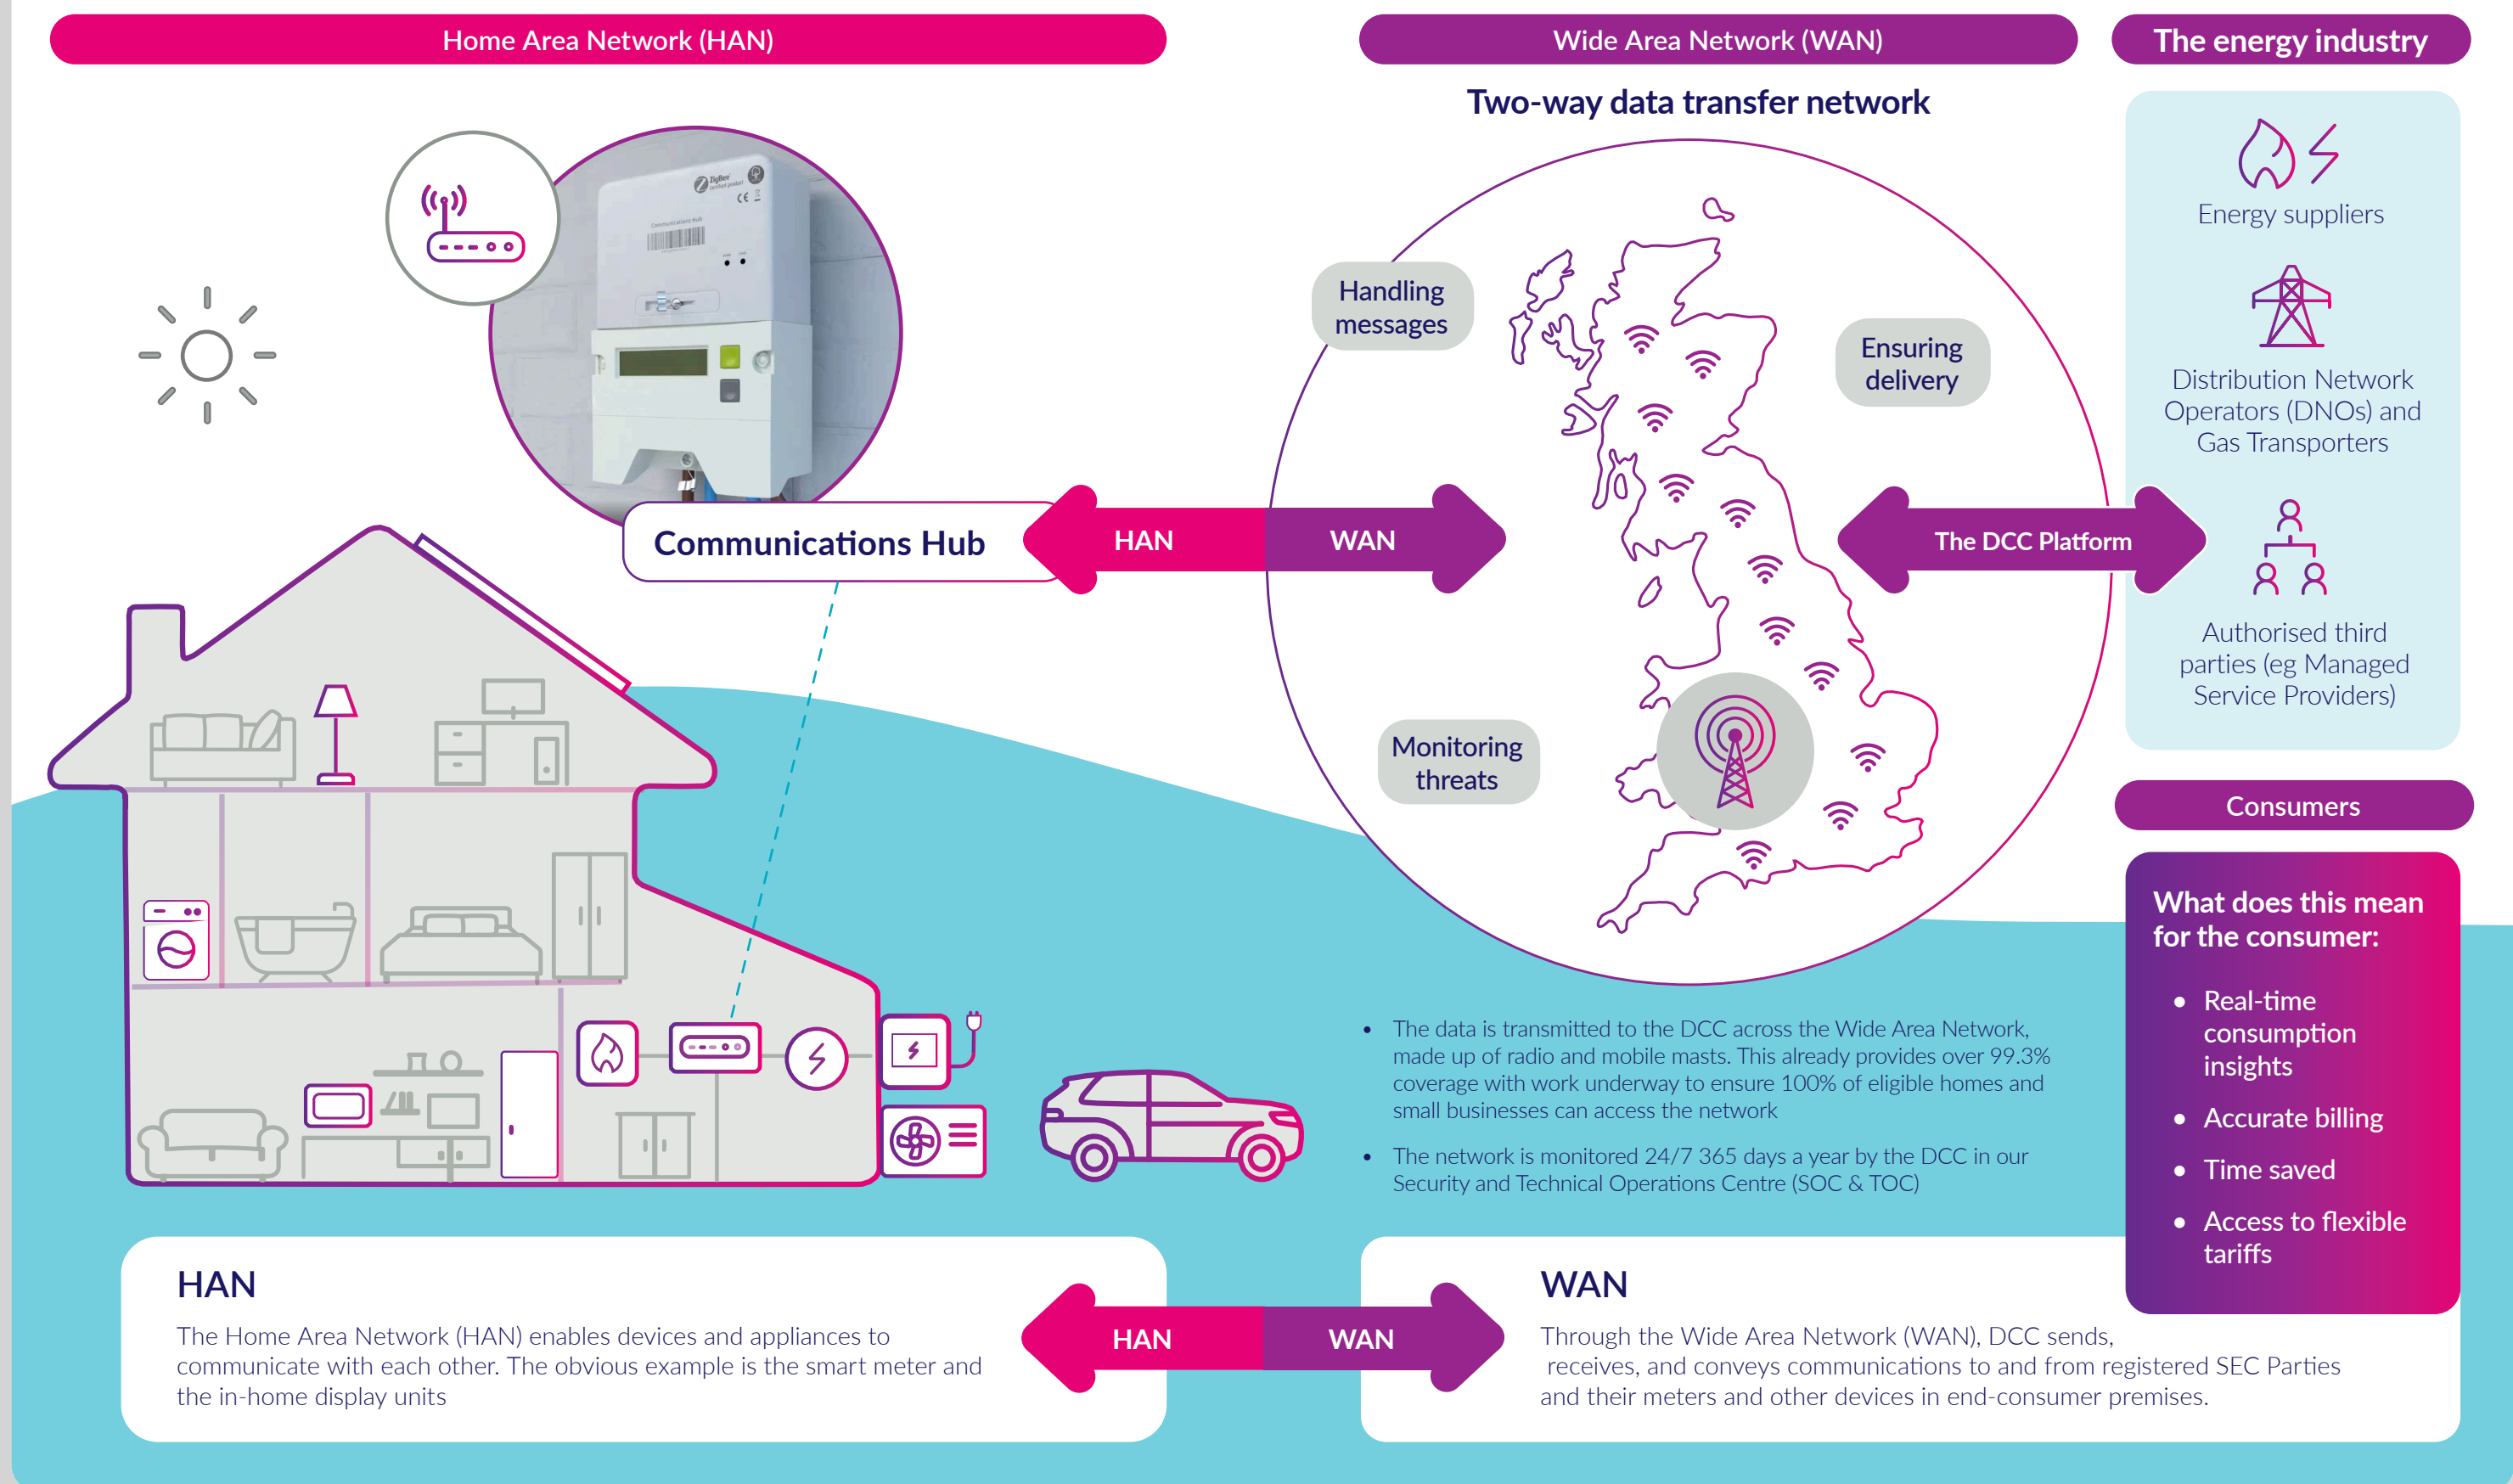 Home Area Network (HAN)
Wide Area Network (WAN)
The energy industry
Two-way data transfer network
ZigBee
Certified product
CE
Communications Hub
Energy suppliers
Handling
messages
Ensuring
delivery
Distribution Network
Operators (DNOs) and
Gas Transporters
Communications Hub
HAN
WAN
The DCC Platform
Authorised third
parties (eg Managed
Service Providers)
Monitoring
threats
Consumers
What does this mean
for the consumer:
• Real-time
consumption
insights
• Accurate billing
• Time saved
• Access to flexible
tariffs
• The data is transmitted to the DCC across the Wide Area Network,
made up of radio and mobile masts. This already provides over 99.3%
coverage with work underway to ensure 100% of eligible homes and
small businesses can access the network
• The network is monitored 24/7 365 days a year by the DCC in our
Security and Technical Operations Centre (SOC & TOC)
HAN
The Home Area Network (HAN) enables devices and appliances to
communicate with each other. The obvious example is the smart meter and
the in-home display units
HAN
WAN
WAN
Through the Wide Area Network (WAN), DCC sends,
receives, and conveys communications to and from registered SEC Parties
and their meters and other devices in end-consumer premises.